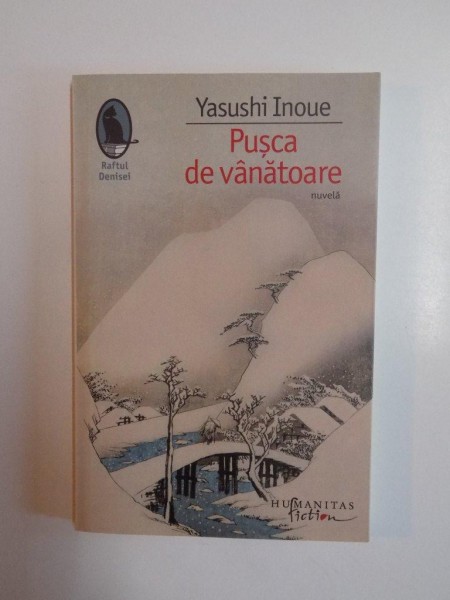 Yasushi Inoue
Pușca
de vânătoare
nuvelă
Raftul
Denisei
HUMANITAS
fiction